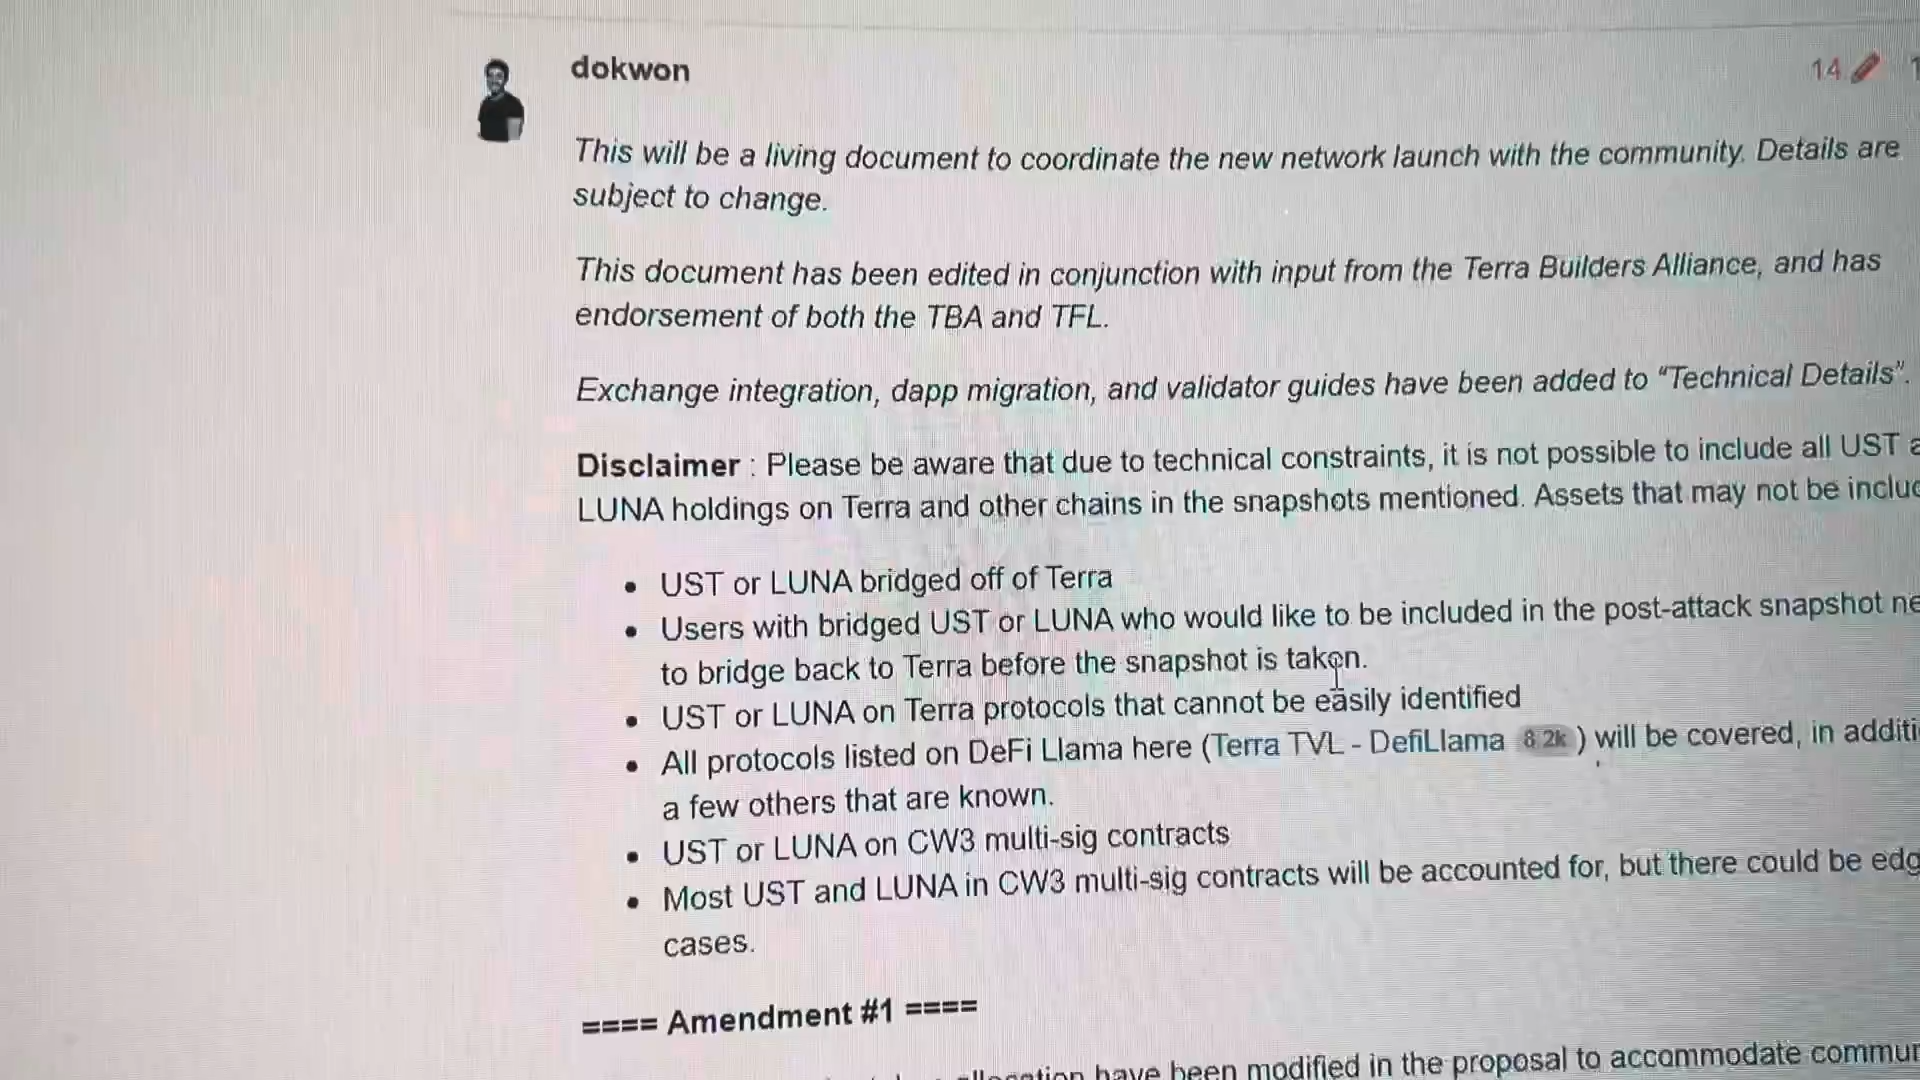 dokwon
14
This will be a living document to coordinate the new network launch with the community. Details are
subject to change.
This document has been edited in conjunction with input from the Terra Builders Alliance, and has
endorsement of both the TBA and TFL.
Exchange integration, dapp migration, and validator guides have been added to “Technical Details”.
Disclaimer : Please be aware that due to technical constraints, it is not possible to include all UST
LUNA holdings on Terra and other chains in the snapshots mentioned. Assets that may not be
• UST or LUNA bridged off of Terra
• Users with bridged UST or LUNA who would like to be included in the post-attack snapshot
to bridge back to Terra before the snapshot is taken.
• UST or LUNA on Terra protocols that cannot be easily identified
• All protocols listed on DeFi Llama here (Terra TVL - DefiLlama 8.2k ) will be covered, in
a few others that are known.
• UST or LUNA on CW3 multi-sig contracts
• Most UST and LUNA in CW3 multi-sig contracts will be accounted for, but there could be
cases.
==== Amendment #1 ====
have been modified in the proposal to accommodate